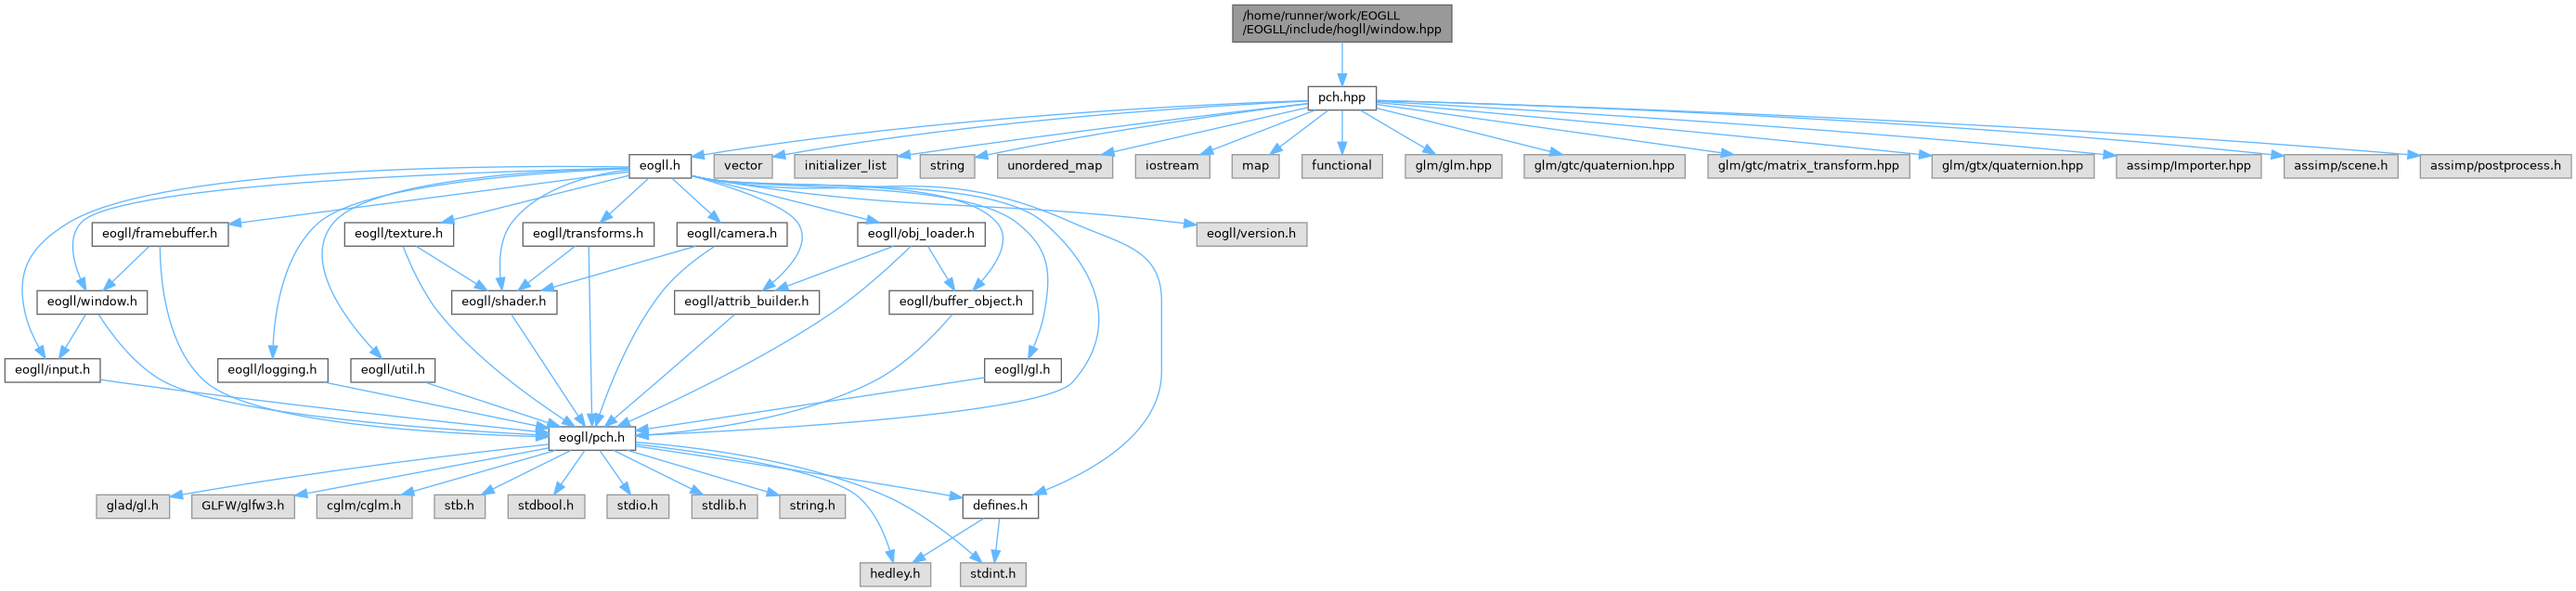 /home/runner/work/EOGLL
/EOGLL/include/hogll/window.hpp
pch.hpp
eogll.h
vector
initializer_list
string
unordered_map
iostream
map
functional
glm/glm.hpp
glm/gtc/quaternion.hpp
glm/gtc/matrix_transform.hpp
glm/gtx/quaternion.hpp
assimp/Importer.hpp
assimp/scene.h
assimp/postprocess.h
eogll/framebuffer.h
eogll/texture.h
eogll/transforms.h
eogll/camera.h
eogll/obj_loader.h
eogll/version.h
eogll/window.h
eogll/shader.h
eogll/attrib_builder.h
eogll/buffer_object.h
eogll/input.h
eogll/logging.h
eogll/util.h
eogll/gl.h
eogll/pch.h
glad/gl.h
GLFW/glfw3.h
cglm/cglm.h
stb.h
stdbool.h
stdio.h
stdlib.h
string.h
defines.h
hedley.h
stdint.h